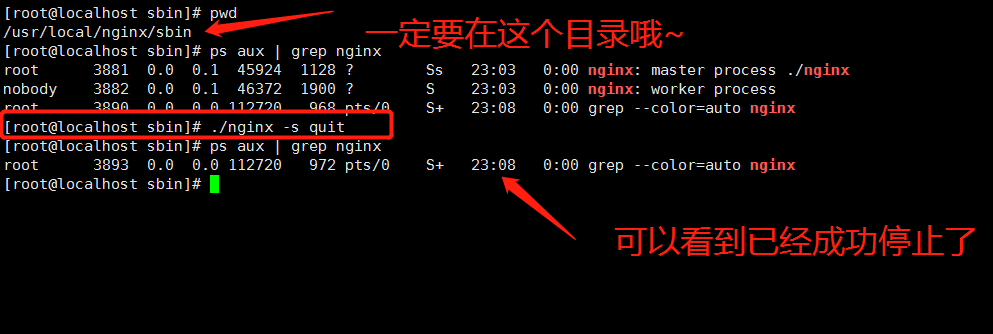 [root@localhost sbin]# pwd
/usr/local/nginx/sbin
一定要在这个目录哦~
[root@localhost sbin]# ps aux | grep nginx
root      3881  0.0  0.1  45924  1128 ?        Ss   23:03   0:00 nginx: master process ./nginx
nobody    3882  0.0  0.1  46372  1900 ?        S    23:03   0:00 nginx: worker process
root      3890  0.0  0.0 112720   968 pts/0    S+   23:08   0:00 grep --color=auto nginx
[root@localhost sbin]# ./nginx -s quit
[root@localhost sbin]# ps aux | grep nginx
root      3893  0.0  0.0 112720   972 pts/0    S+   23:08   0:00 grep --color=auto nginx
[root@localhost sbin]#
可以看到已经成功停止了